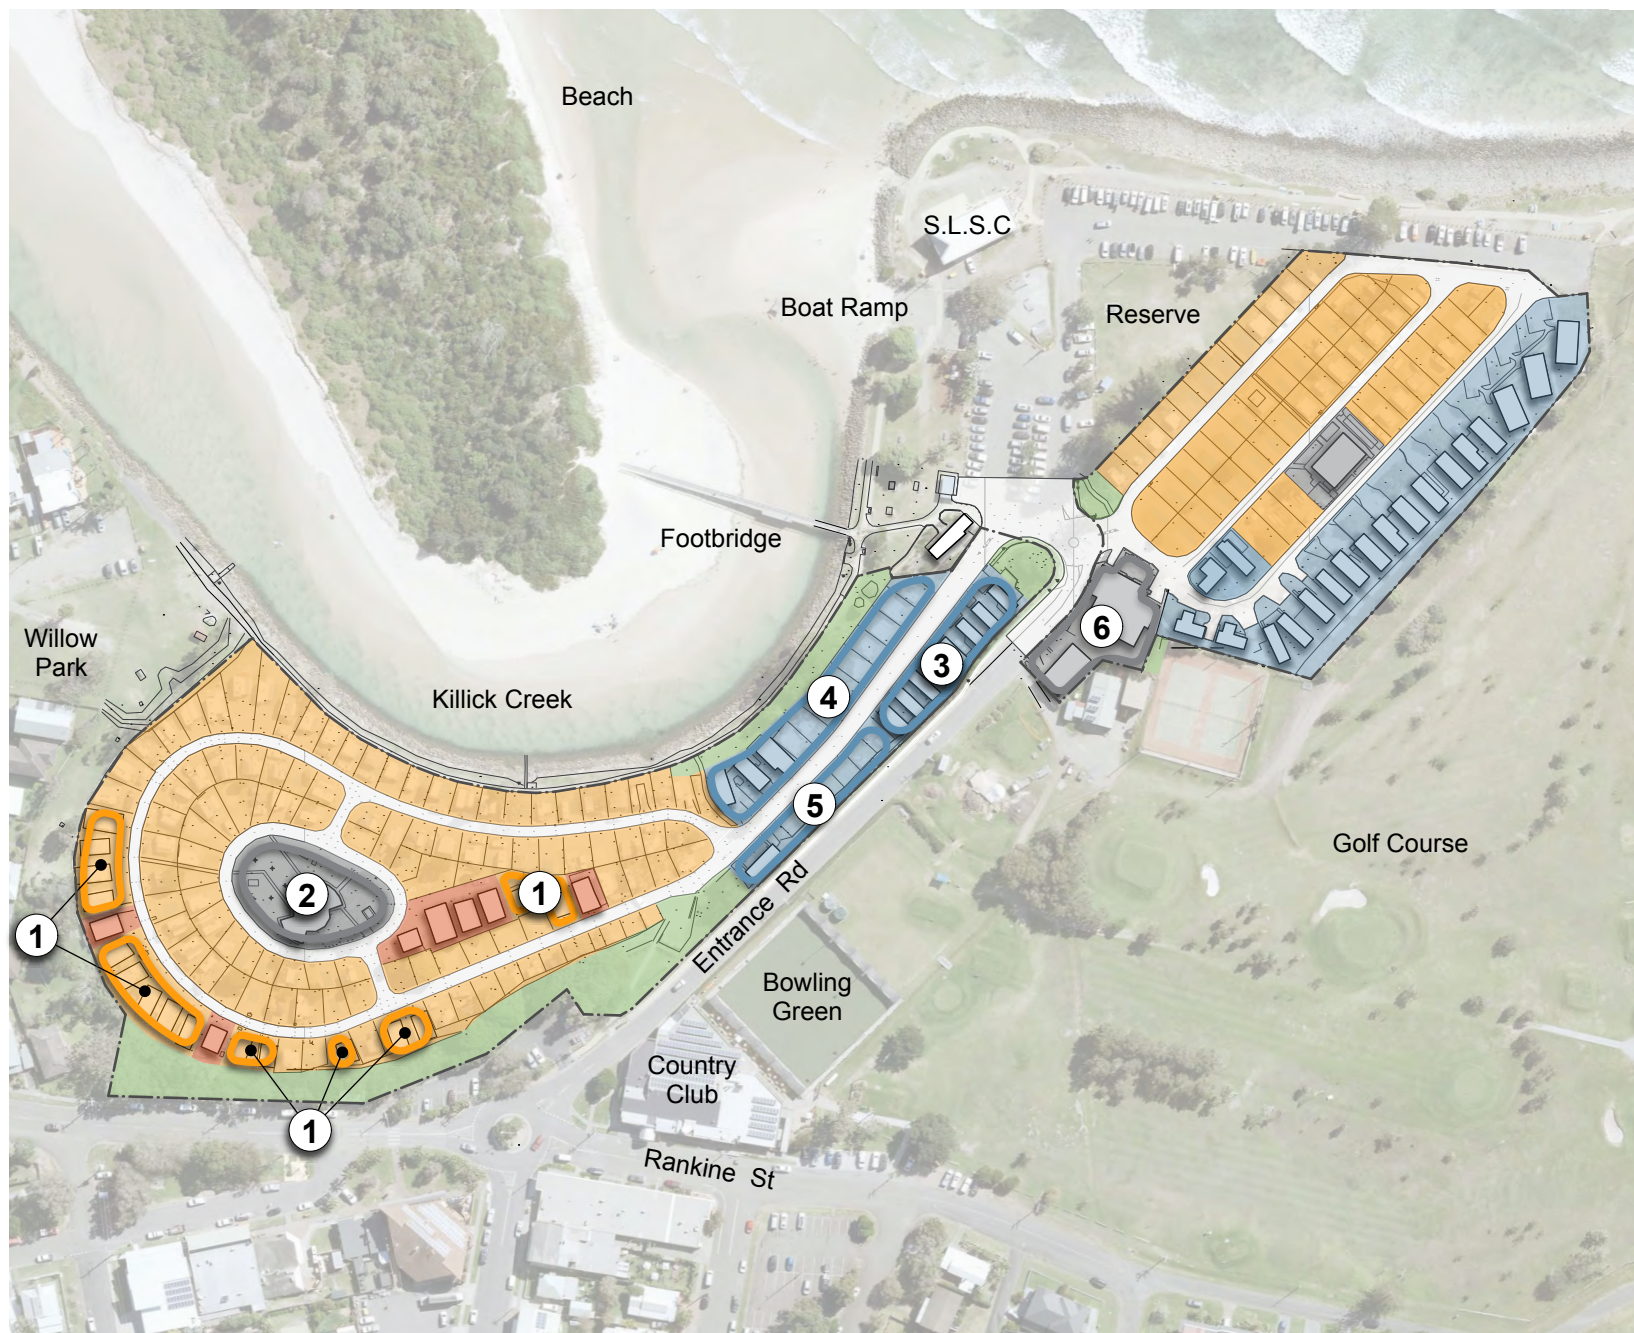 Beach
S.L.S.C
Boat Ramp
Reserve
Footbridge
6
Willow
Park
3
4
Killick Creek
5
Golf Course
2
1
1
Entrance Rd
Bowling
Green
Country
Club
1
Rankine St